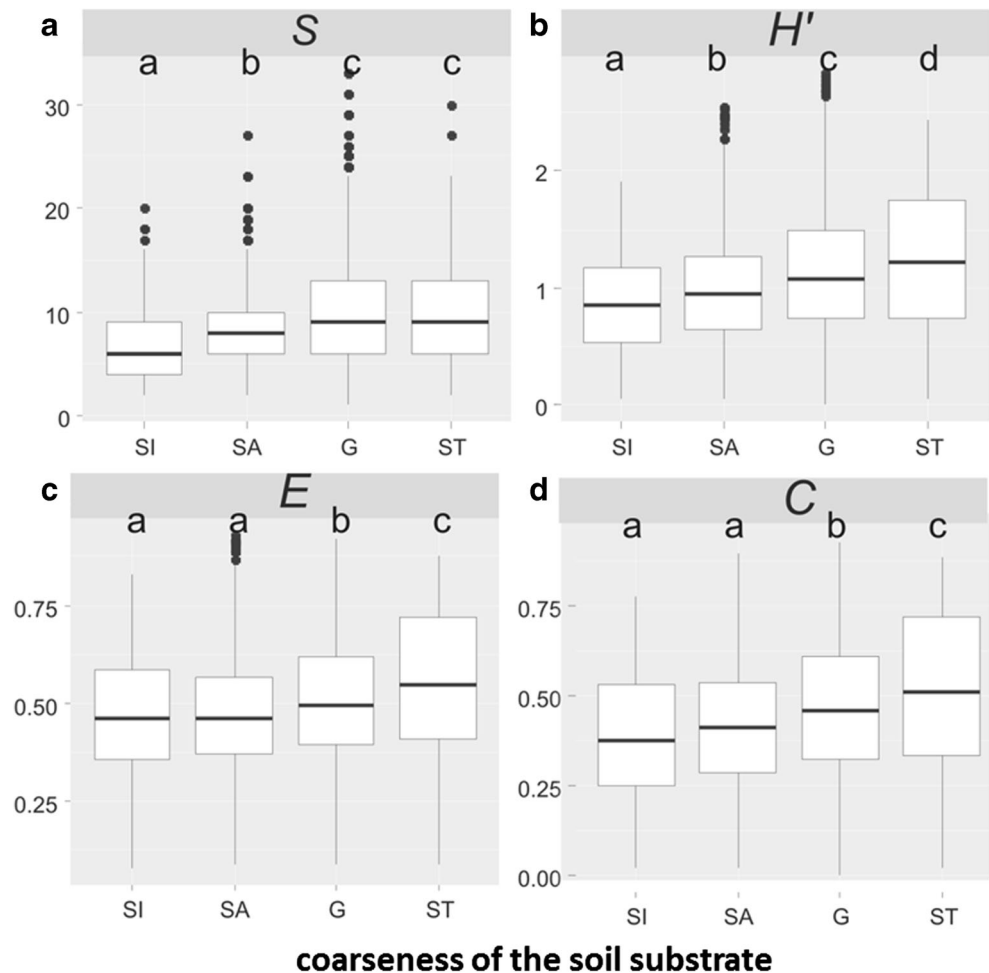 a
S
a b c c
30
20
10
0
SI SA G ST
b
H'
a b c d
2
1
0
SI SA G ST
c
E
a a b c
0.75
0.50
0.25
SI SA G ST
d
C
a a b c
0.75
0.50
0.25
0.00
SI SA G ST
coarseness of the soil substrate